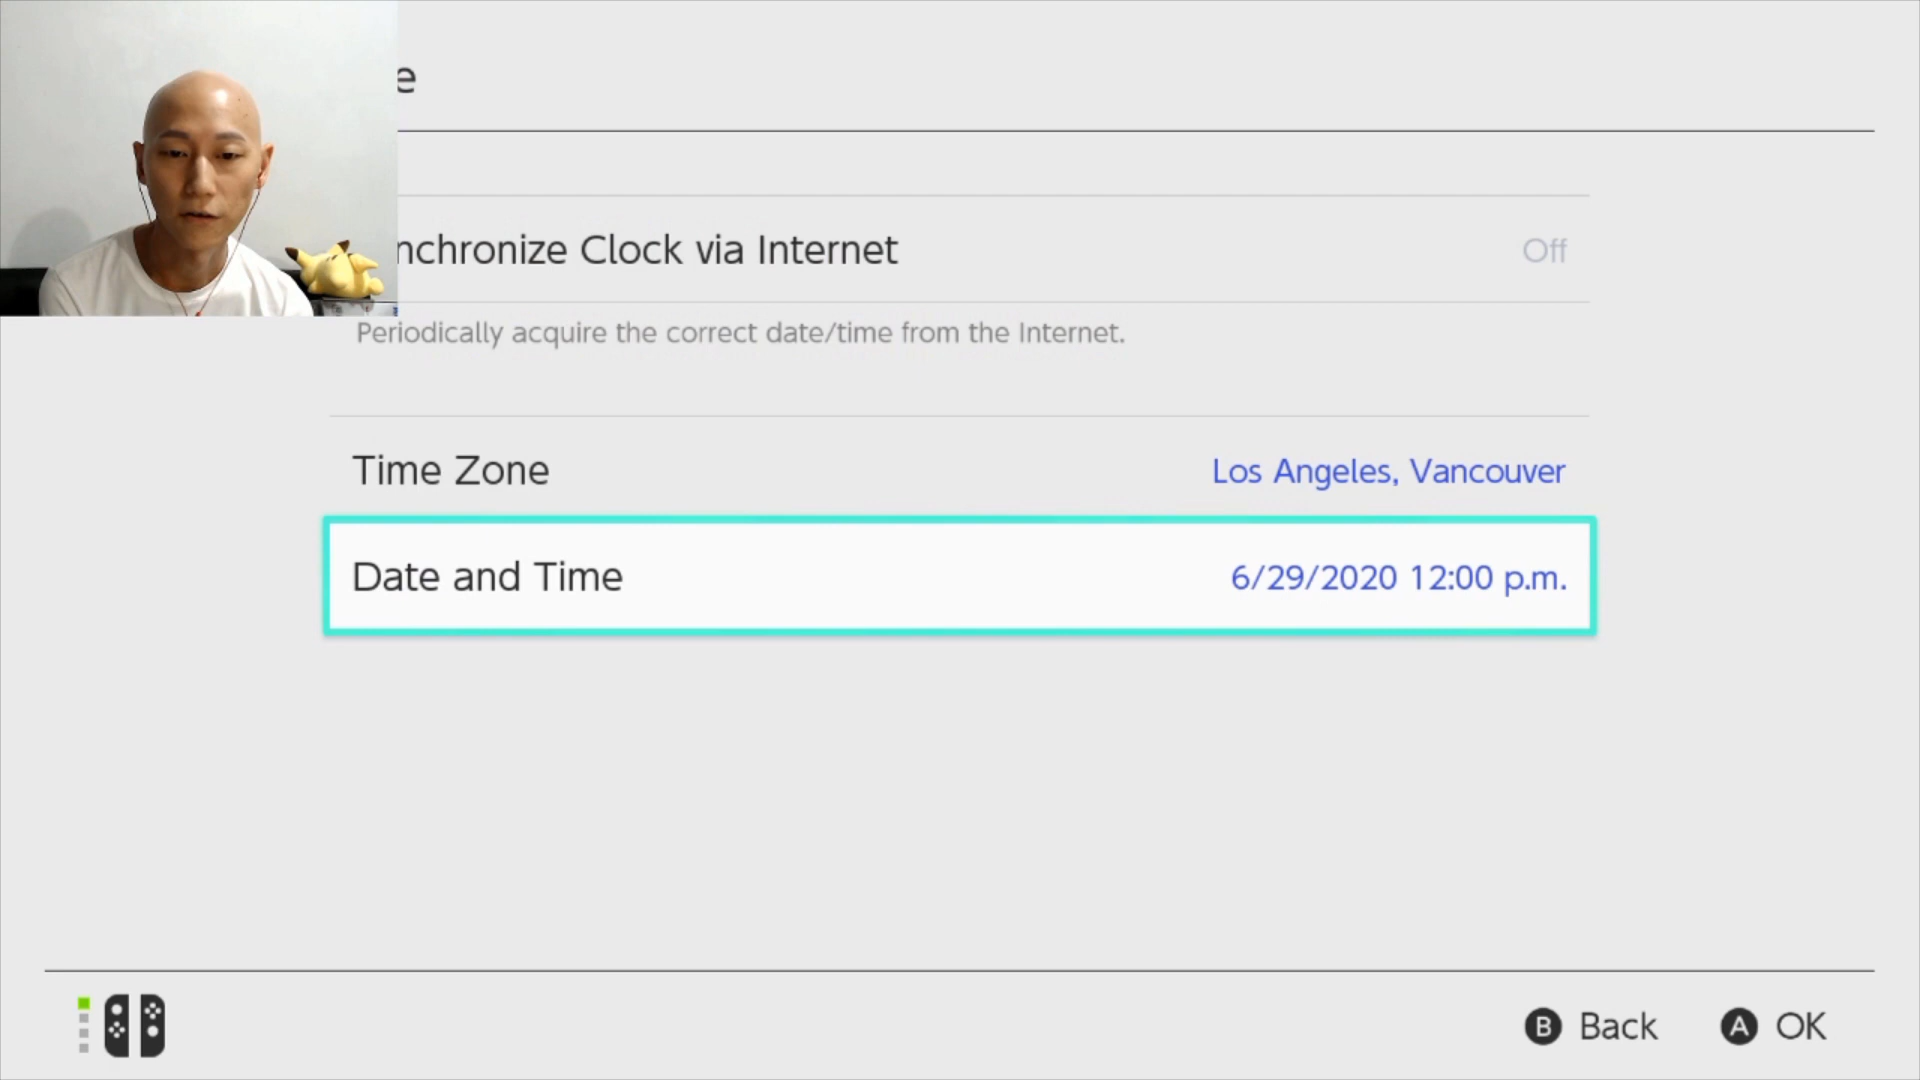 e
nchronize Clock via Internet
Off
Periodically acquire the correct date/time from the Internet.
Time Zone
Los Angeles, Vancouver
Date and Time
6/29/2020 12:00 p.m.
B Back
A OK